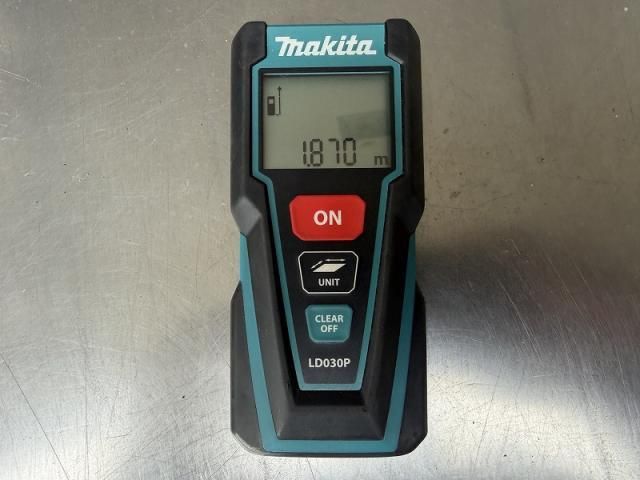 makita
1.870 m
ON
UNIT
CLEAR
OFF
LD030P